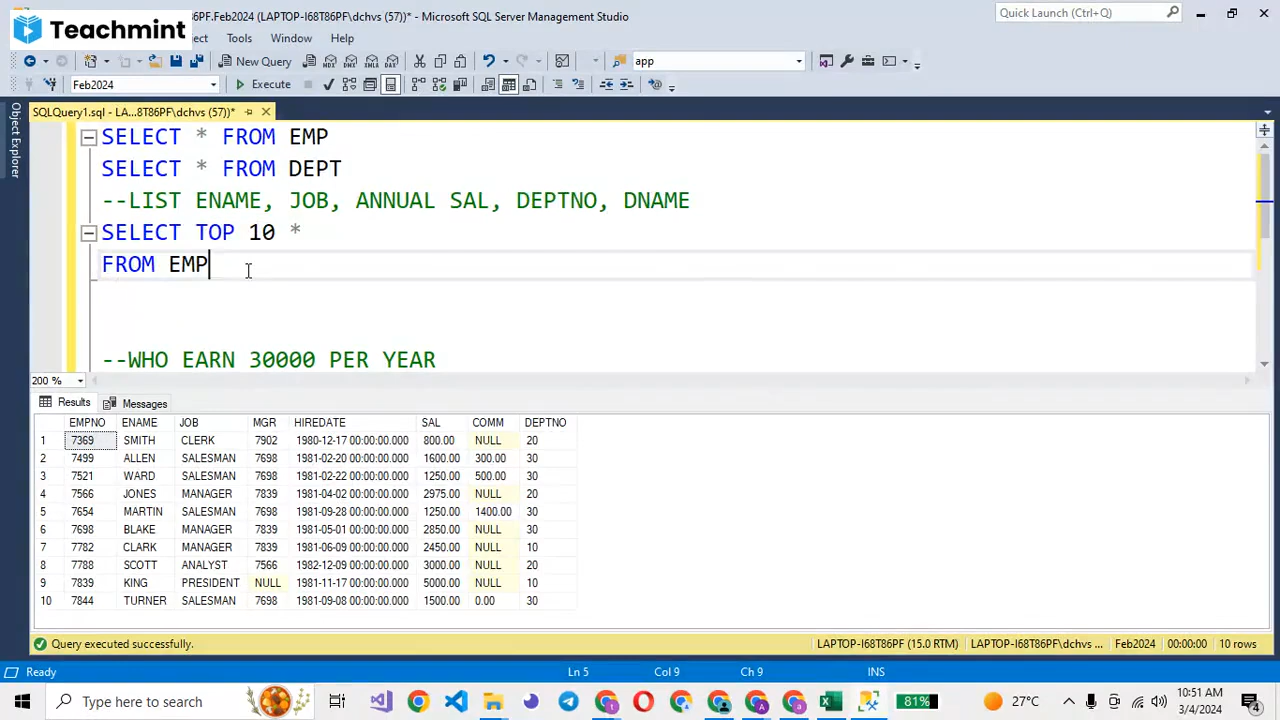 Teachmint
6PF.Feb2024 (LAPTOP-I68T86PF\dchvs (57))* - Microsoft SQL Server Management Studio
Quick Launch (Ctrl+Q)
ect Tools Window Help
New Query
app
Feb2024
Execute
Object Explorer
SQLQuery1.sql - LA...8T86PF\dchvs (57))*
SELECT * FROM EMP
SELECT * FROM DEPT
--LIST ENAME, JOB, ANNUAL SAL, DEPTNO, DNAME
SELECT TOP 10 *
FROM EMP
--WHO EARN 30000 PER YEAR
200 %
Results Messages
EMPNO ENAME JOB MGR HIREDATE SAL COMM DEPTNO
1 7369 SMITH CLERK 7902 1980-12-17 00:00:00.000 800.00 NULL 20
2 7499 ALLEN SALESMAN 7698 1981-02-20 00:00:00.000 1600.00 300.00 30
3 7521 WARD SALESMAN 7698 1981-02-22 00:00:00.000 1250.00 500.00 30
4 7566 JONES MANAGER 7839 1981-04-02 00:00:00.000 2975.00 NULL 20
5 7654 MARTIN SALESMAN 7698 1981-09-28 00:00:00.000 1250.00 1400.00 30
6 7698 BLAKE MANAGER 7839 1981-05-01 00:00:00.000 2850.00 NULL 30
7 7782 CLARK MANAGER 7839 1981-06-09 00:00:00.000 2450.00 NULL 10
8 7788 SCOTT ANALYST 7566 1982-12-09 00:00:00.000 3000.00 NULL 20
9 7839 KING PRESIDENT NULL 1981-11-17 00:00:00.000 5000.00 NULL 10
10 7844 TURNER SALESMAN 7698 1981-09-08 00:00:00.000 1500.00 0.00 30
Query executed successfully. LAPTOP-I68T86PF (15.0 RTM) LAPTOP-I68T86PF\dchvs ... Feb2024 00:00:00 10 rows
Ready Ln 5 Col 9 Ch 9 INS
Type here to search
81%
27°C
10:51 AM
3/4/2024
4